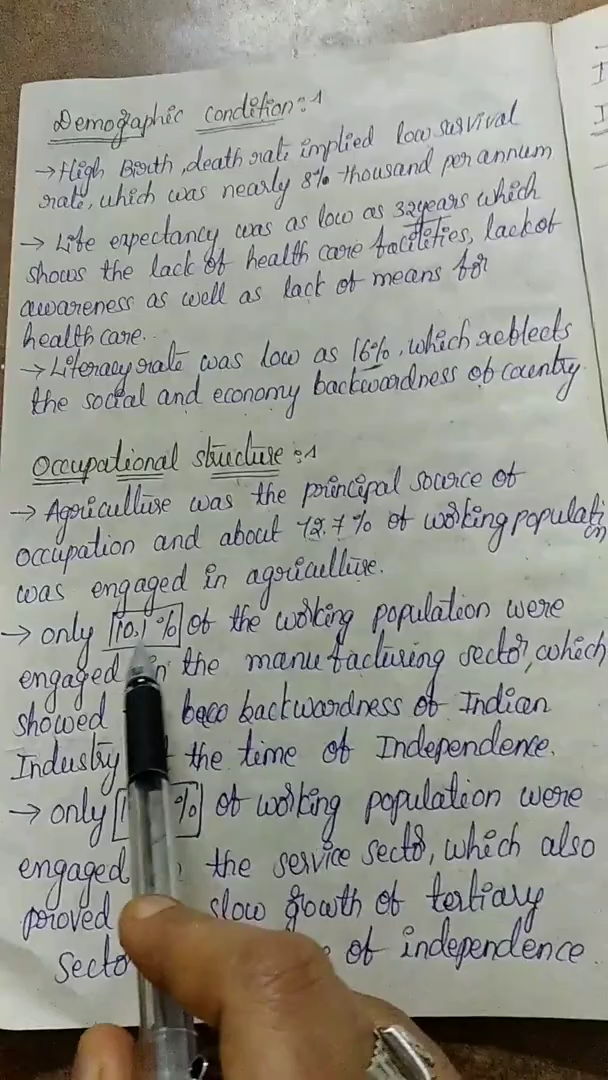 Demographic condition:-
→ High Birth, death rate implied low survival
rate, which was nearly 8% thousand per annum
→ Life expectancy was as low as 32years which
shows the lack of health care facilities, lack of
awareness as well as lack of means for
health care.
→ Literacy rate was low as 16%, which reflects
the social and economy backwardness of country
Occupational structure:-
→ Agriculture was the principal source of
occupation and about 72.7% of working population
was engaged in agriculture.
→ only 10.1% of the working population were
engaged in the manufacturing sector, which
showed beco backwardness of Indian
Industry the time of Independence.
→ only % of working population were
engaged the service sector, which also
proved slow growth of tertiary
Secto of independence.
I
I